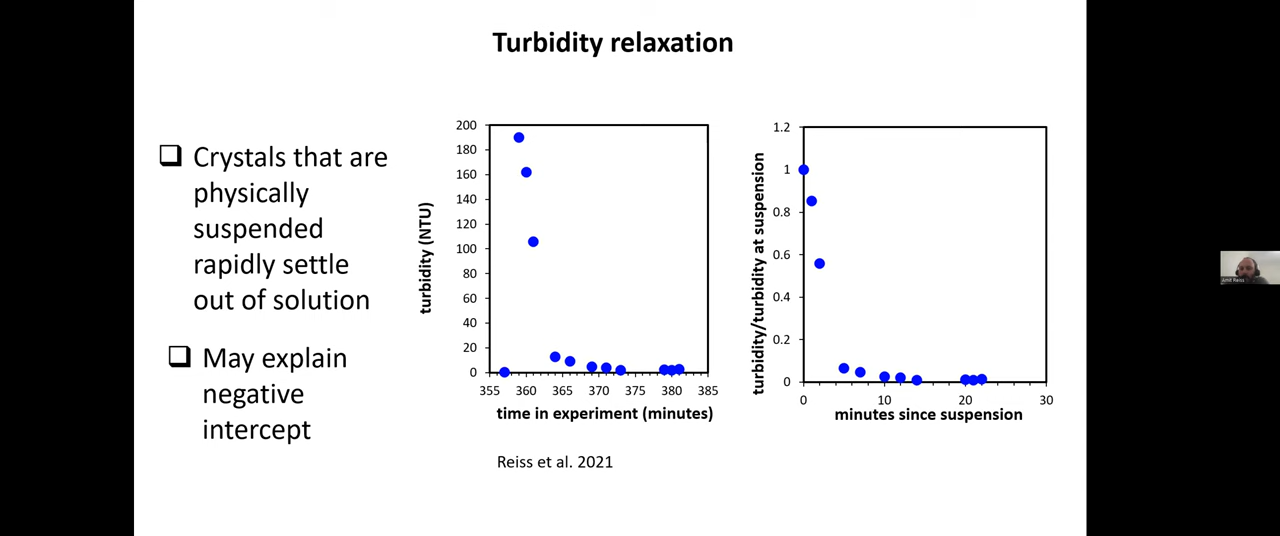 Turbidity relaxation
Crystals that are
physically
suspended
rapidly settle
out of solution
May explain
negative
intercept
turbidity (NTU)
200
180
160
140
120
100
80
60
40
20
0
355 360 365 370 375 380 385
time in experiment (minutes)
turbidity/turbidity at suspension
1.2
1
0.8
0.6
0.4
0.2
0
0 10 20 30
minutes since suspension
Reiss et al. 2021
Amit Reiss